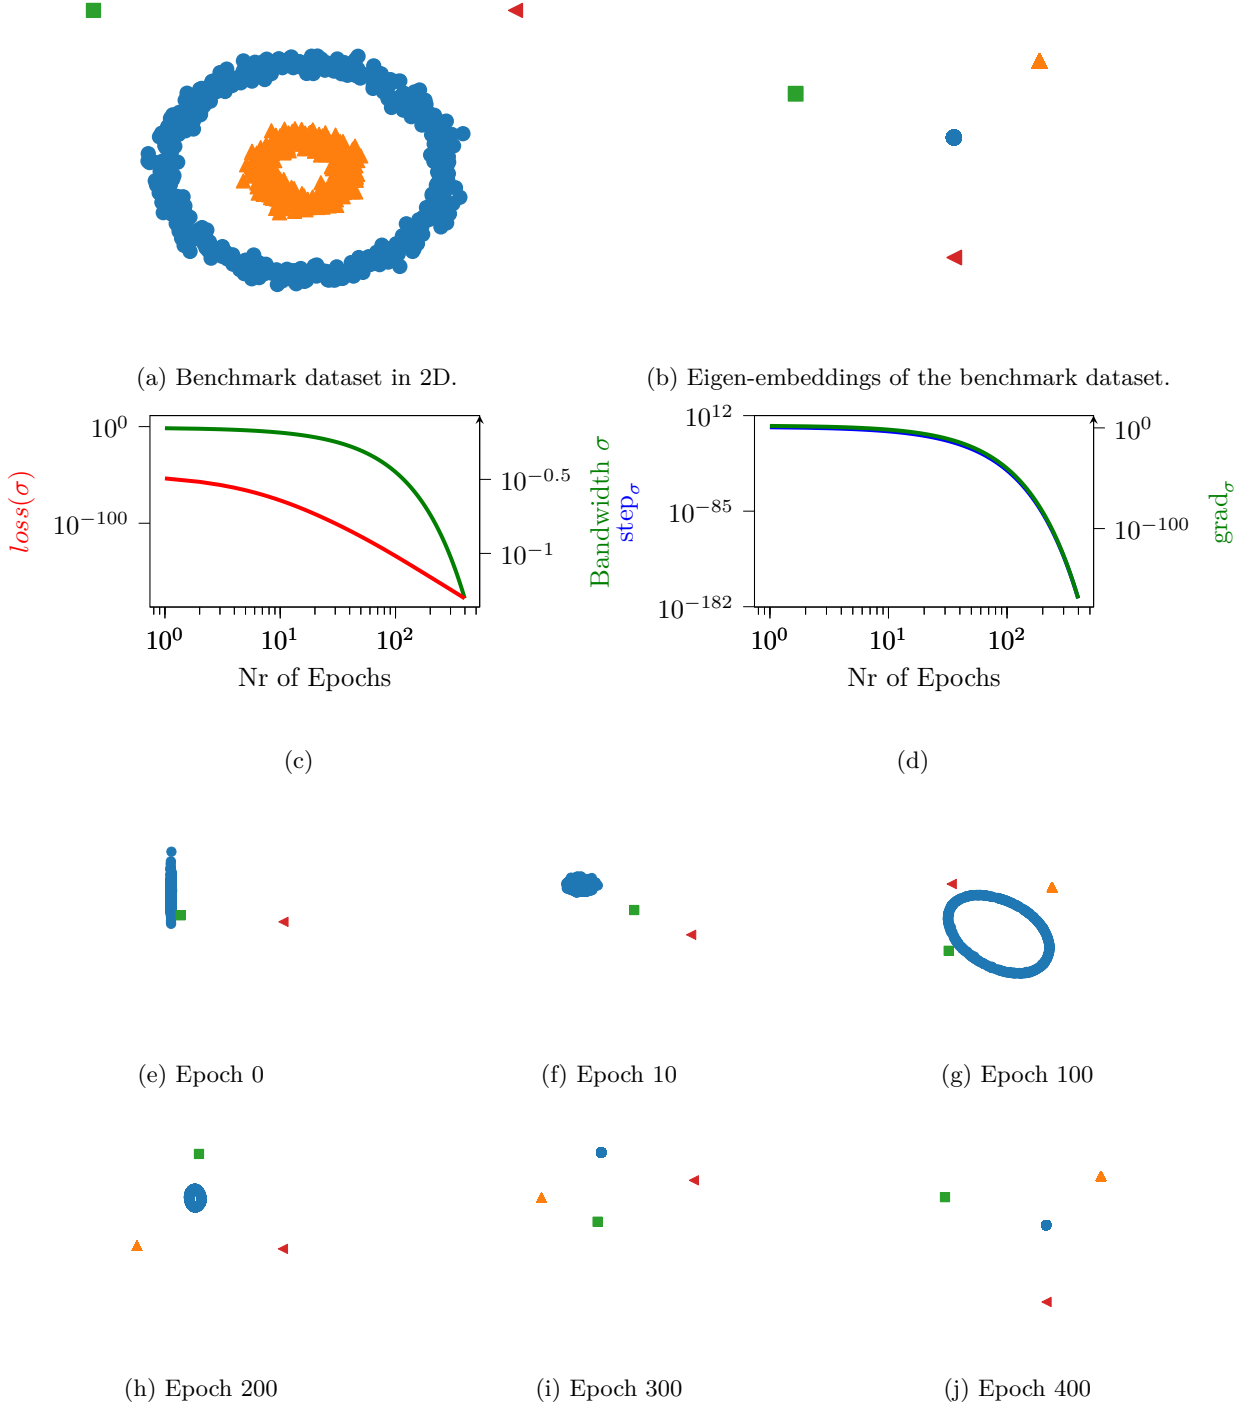 (a) Benchmark dataset in 2D.
(b) Eigen-embeddings of the benchmark dataset.
10^0
10^−100
loss(σ)
10^−0.5
10^−1
Bandwidth σ
10^0 10^1 10^2
Nr of Epochs
(c)
step_σ
10^12
10^−85
10^−182
10^0
10^−100
grad_σ
10^0 10^1 10^2
Nr of Epochs
(d)
(e) Epoch 0
(f) Epoch 10
(g) Epoch 100
(h) Epoch 200
(i) Epoch 300
(j) Epoch 400